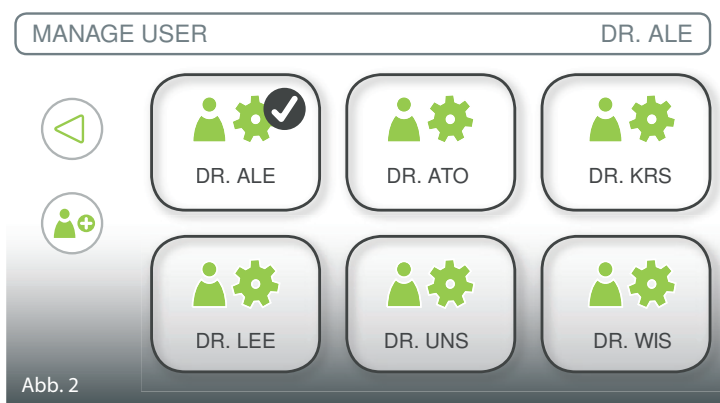 MANAGE USER DR. ALE
DR. ALE DR. ATO DR. KRS
DR. LEE DR. UNS DR. WIS
Abb. 2